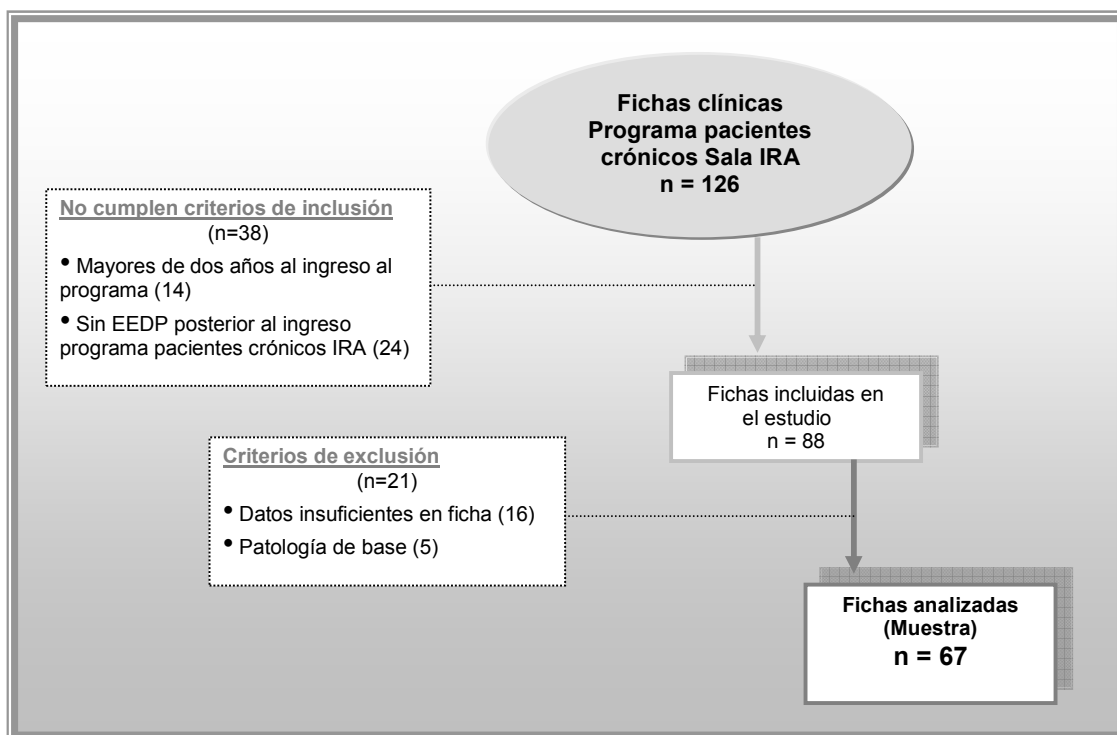 Fichas clínicas
Programa pacientes
crónicos Sala IRA
n = 126
No cumplen criterios de inclusión
(n=38)
• Mayores de dos años al ingreso al
programa (14)
• Sin EEDP posterior al ingreso
programa pacientes crónicos IRA (24)
Fichas incluidas en
el estudio
n = 88
Criterios de exclusión
(n=21)
• Datos insuficientes en ficha (16)
• Patología de base (5)
Fichas analizadas
(Muestra)
n = 67